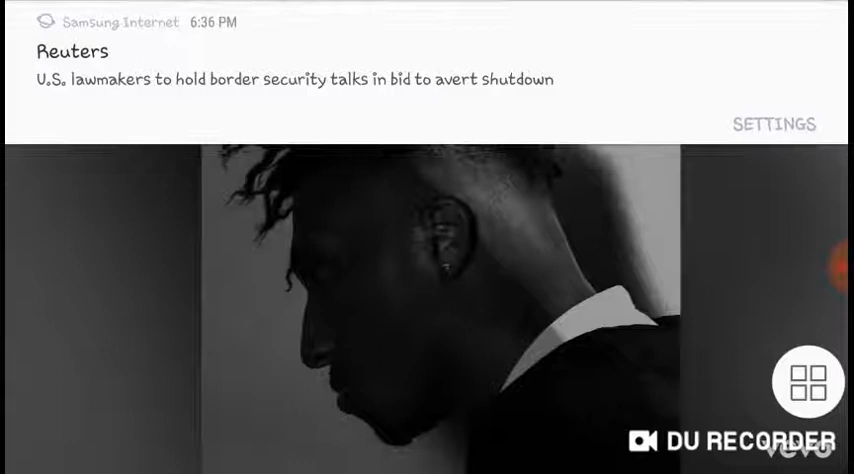 Samsung Internet 6:36 PM
Reuters
U.S. lawmakers to hold border security talks in bid to avert shutdown
SETTINGS
DU RECORDER
vevo